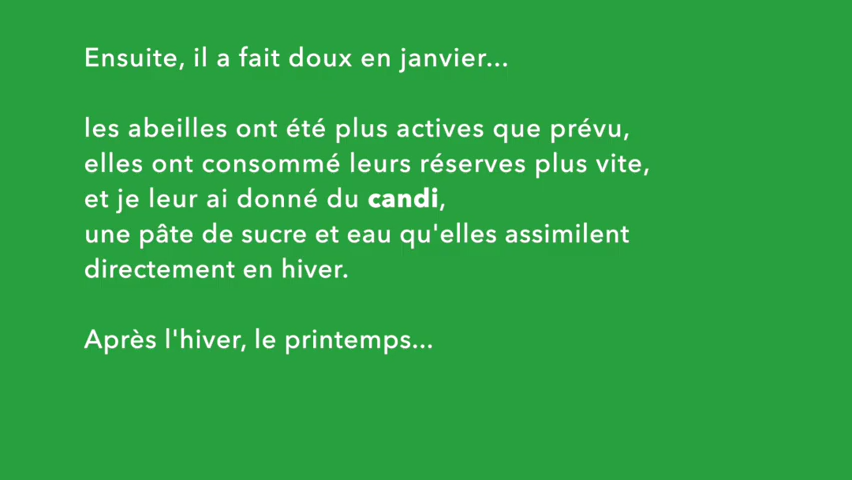 Ensuite, il a fait doux en janvier...
les abeilles ont été plus actives que prévu,
elles ont consommé leurs réserves plus vite,
et je leur ai donné du candi,
une pâte de sucre et eau qu'elles assimilent
directement en hiver.
Après l'hiver, le printemps...